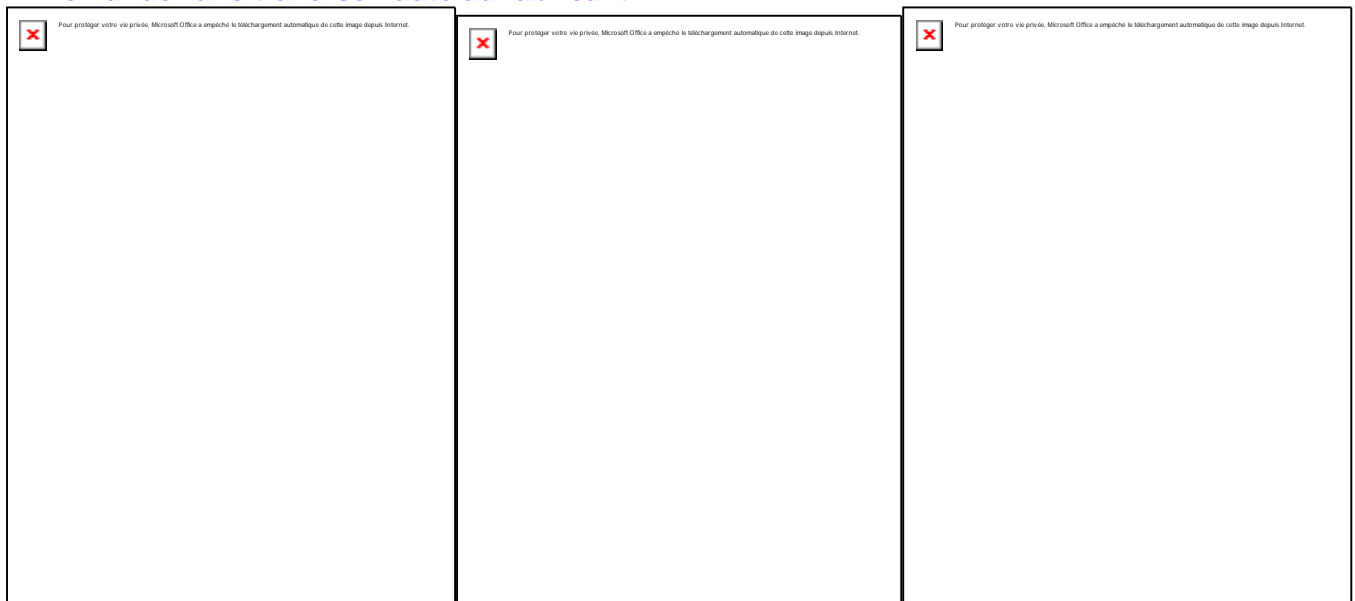 Pour protéger votre vie privée, Microsoft Office a empêché le téléchargement automatique de cette image depuis Internet.
Pour protéger votre vie privée, Microsoft Office a empêché le téléchargement automatique de cette image depuis Internet.
Pour protéger votre vie privée, Microsoft Office a empêché le téléchargement automatique de cette image depuis Internet.